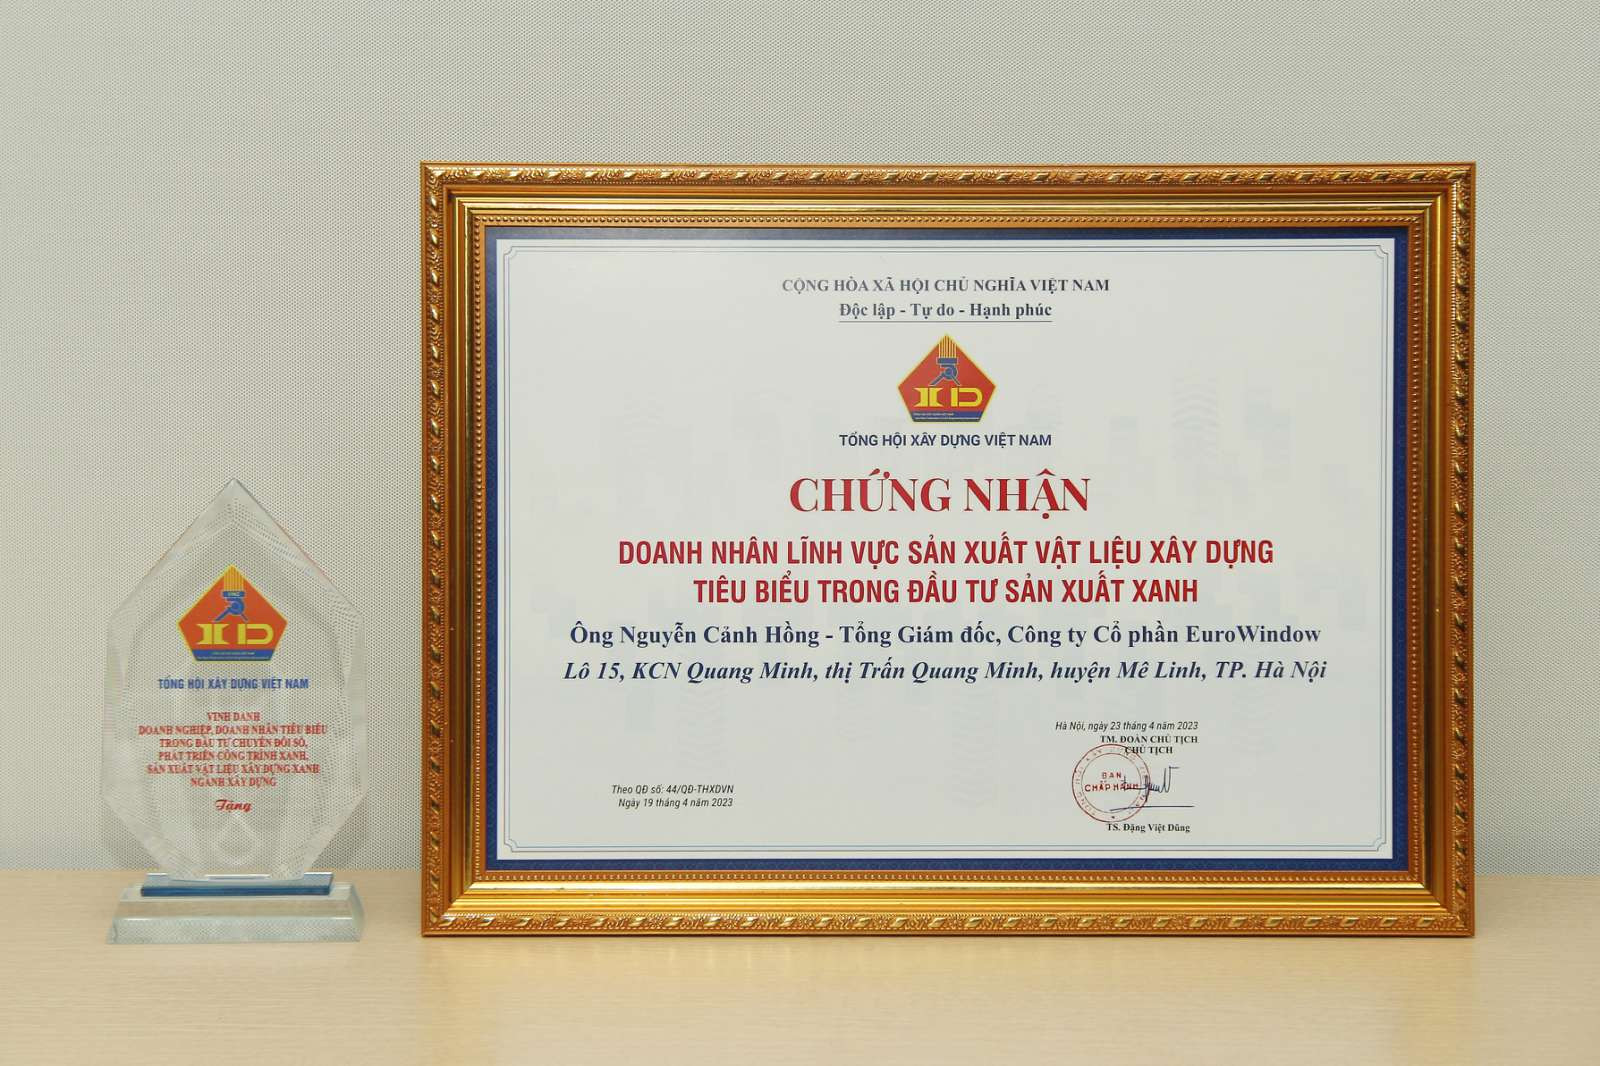 CỘNG HÒA XÃ HỘI CHỦ NGHĨA VIỆT NAM
Độc lập - Tự do - Hạnh phúc
XD
TỔNG HỘI XÂY DỰNG VIỆT NAM
CHỨNG NHẬN
DOANH NHÂN LĨNH VỰC SẢN XUẤT VẬT LIỆU XÂY DỰNG
TIÊU BIỂU TRONG ĐẦU TƯ SẢN XUẤT XANH
Ông Nguyễn Cảnh Hồng - Tổng Giám đốc, Công ty Cổ phần EuroWindow
Lô 15, KCN Quang Minh, thị Trấn Quang Minh, huyện Mê Linh, TP. Hà Nội
Hà Nội, ngày 23 tháng 4 năm 2023
TM. ĐOÀN CHỦ TỊCH
CHỦ TỊCH
BAN
CHẤP HÀNH
TS. Đặng Việt Dũng
Theo QĐ số: 44/QĐ-THXDVN
Ngày 19 tháng 4 năm 2023
XD
TỔNG HỘI XÂY DỰNG VIỆT NAM
VINH DANH
DOANH NGHIỆP, DOANH NHÂN TIÊU BIỂU
TRONG ĐẦU TƯ CHUYỂN ĐỔI SỐ,
PHÁT TRIỂN CÔNG TRÌNH XANH,
SẢN XUẤT VẬT LIỆU XÂY DỰNG XANH
NGÀNH XÂY DỰNG
Tặng